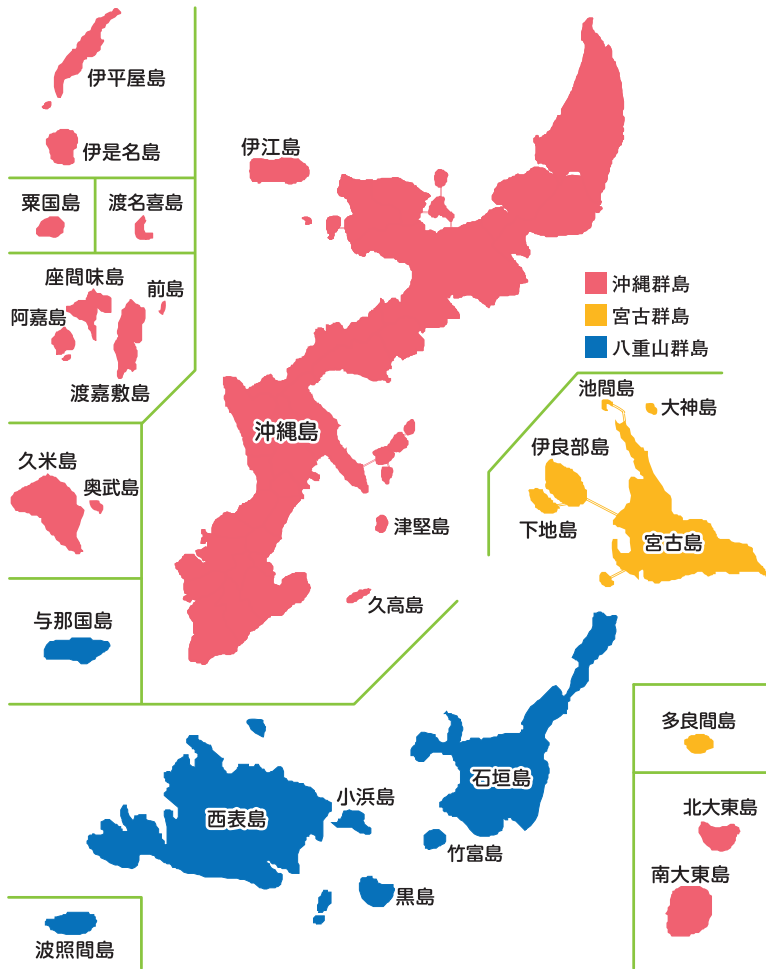 伊平屋島
伊是名島
伊江島
粟国島
渡名喜島
座間味島
前島
阿嘉島
渡嘉敷島
沖縄群島
宮古群島
八重山群島
沖縄島
久米島
奥武島
津堅島
久高島
池間島
大神島
伊良部島
下地島
宮古島
与那国島
多良間島
石垣島
小浜島
西表島
竹富島
黒島
波照間島
北大東島
南大東島